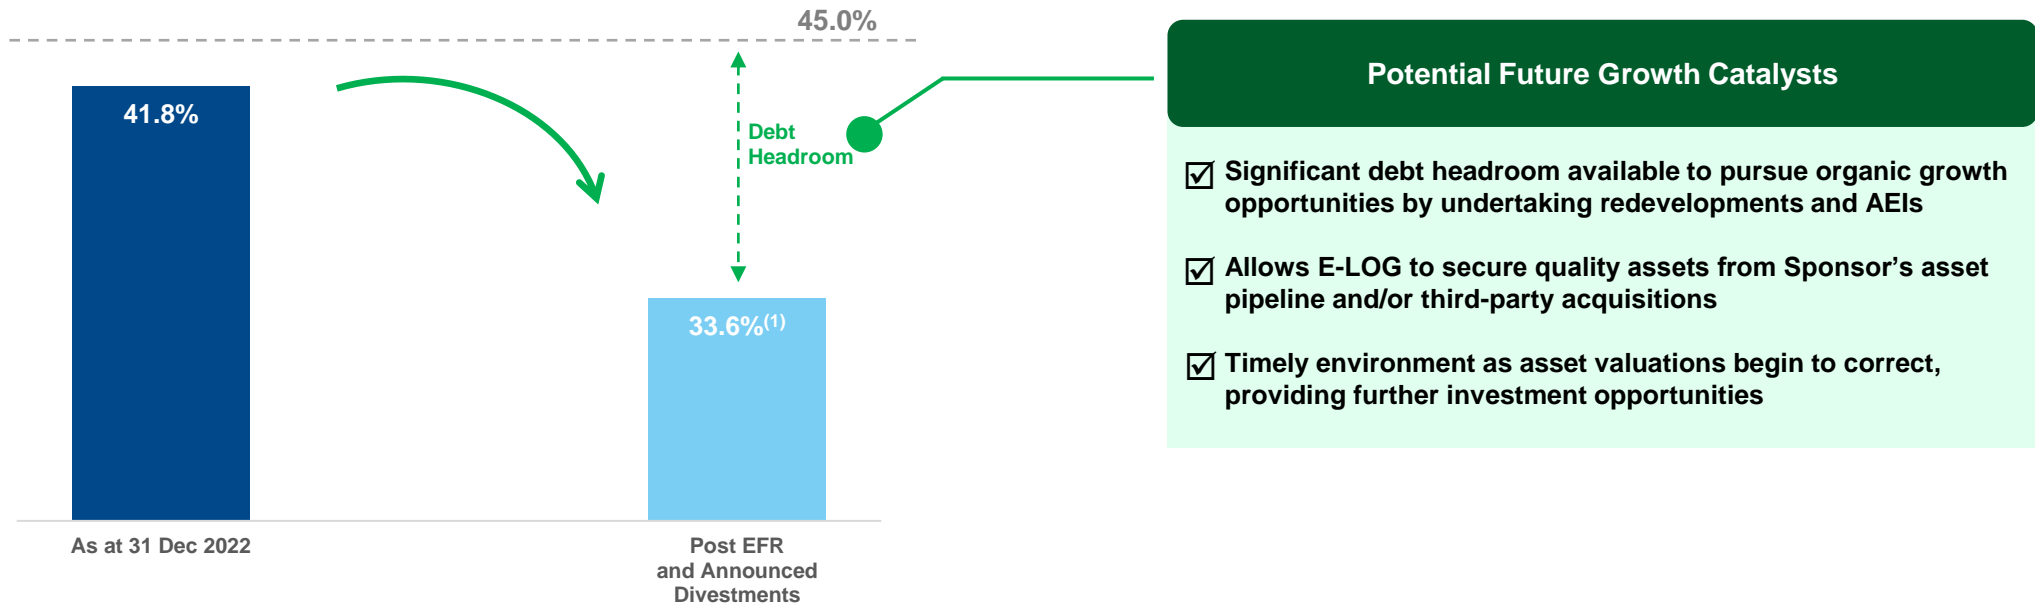 45.0%
41.8%
Debt
Headroom
33.6%(1)
As at 31 Dec 2022
Post EFR
and Announced
Divestments
Potential Future Growth Catalysts
Significant debt headroom available to pursue organic growth
opportunities by undertaking redevelopments and AEIs
Allows E-LOG to secure quality assets from Sponsor’s asset
pipeline and/or third-party acquisitions
Timely environment as asset valuations begin to correct,
providing further investment opportunities